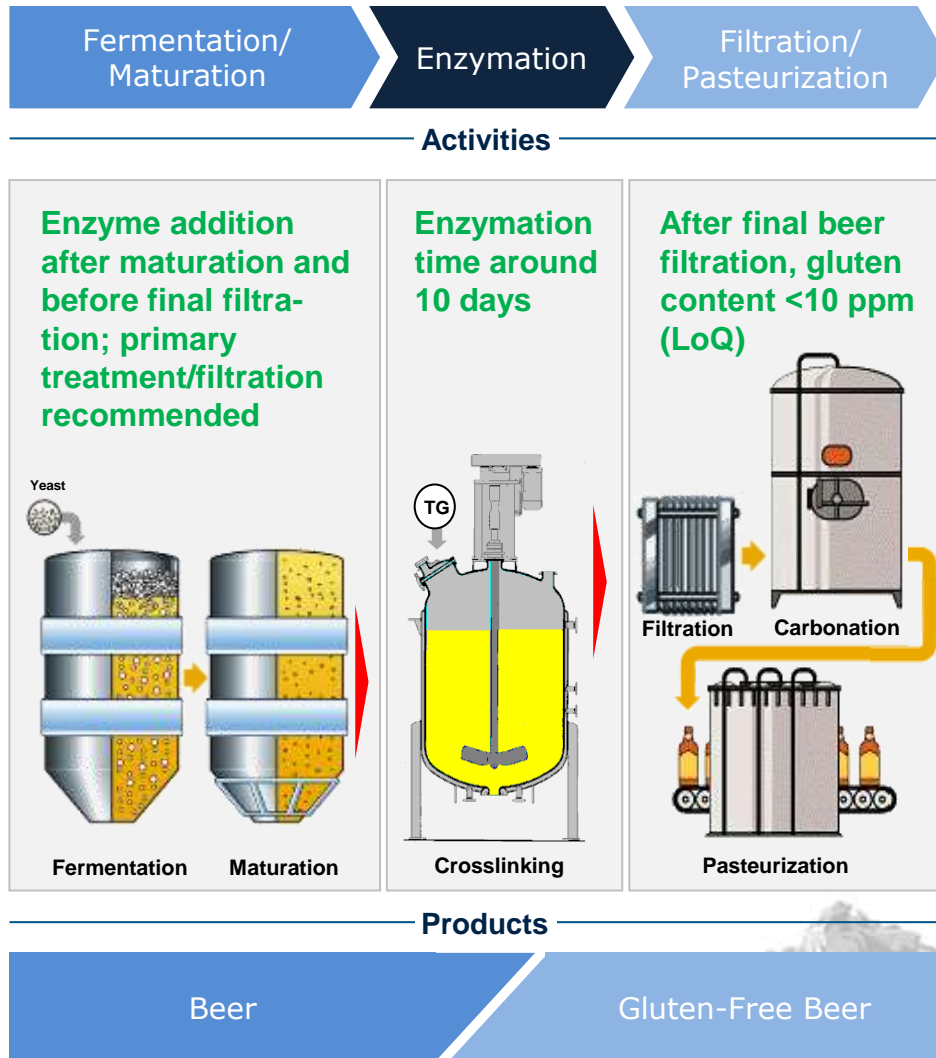 Fermentation/
Maturation
Enzymation
Filtration/
Pasteurization
Activities
Enzyme addition
after maturation and
before final filtra-
tion; primary
treatment/filtration
recommended
Yeast
Fermentation
Maturation
Enzymation
time around
10 days
TG
Crosslinking
After final beer
filtration, gluten
content <10 ppm
(LoQ)
Filtration
Carbonation
Pasteurization
Products
Beer
Gluten-Free Beer